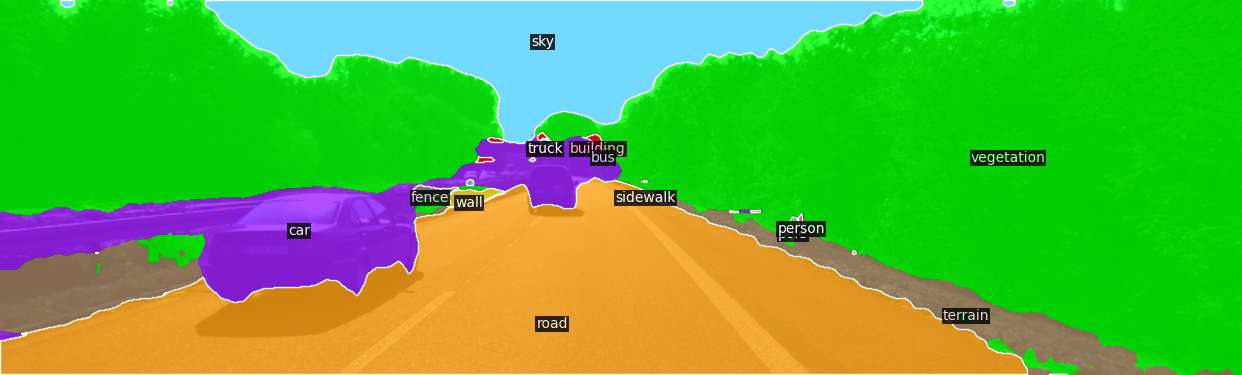 sky
truck
building
bus
vegetation
fence
wall
sidewalk
car
person
terrain
road